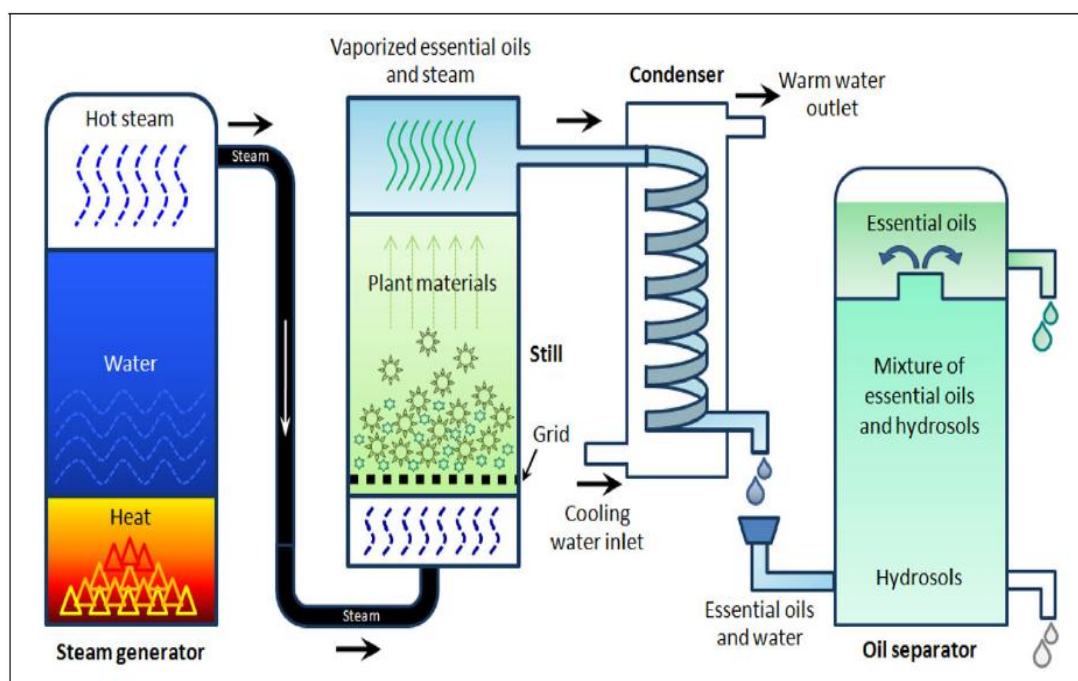 Vaporized essential oils
and steam
Condenser
Warm water
outlet
Hot steam
Steam
Essential oils
Plant materials
Water
Still
Mixture of
essential oils
and hydrosols
Grid
Heat
Cooling
water inlet
Hydrosols
Steam
Essential oils
and water
Steam generator
Oil separator